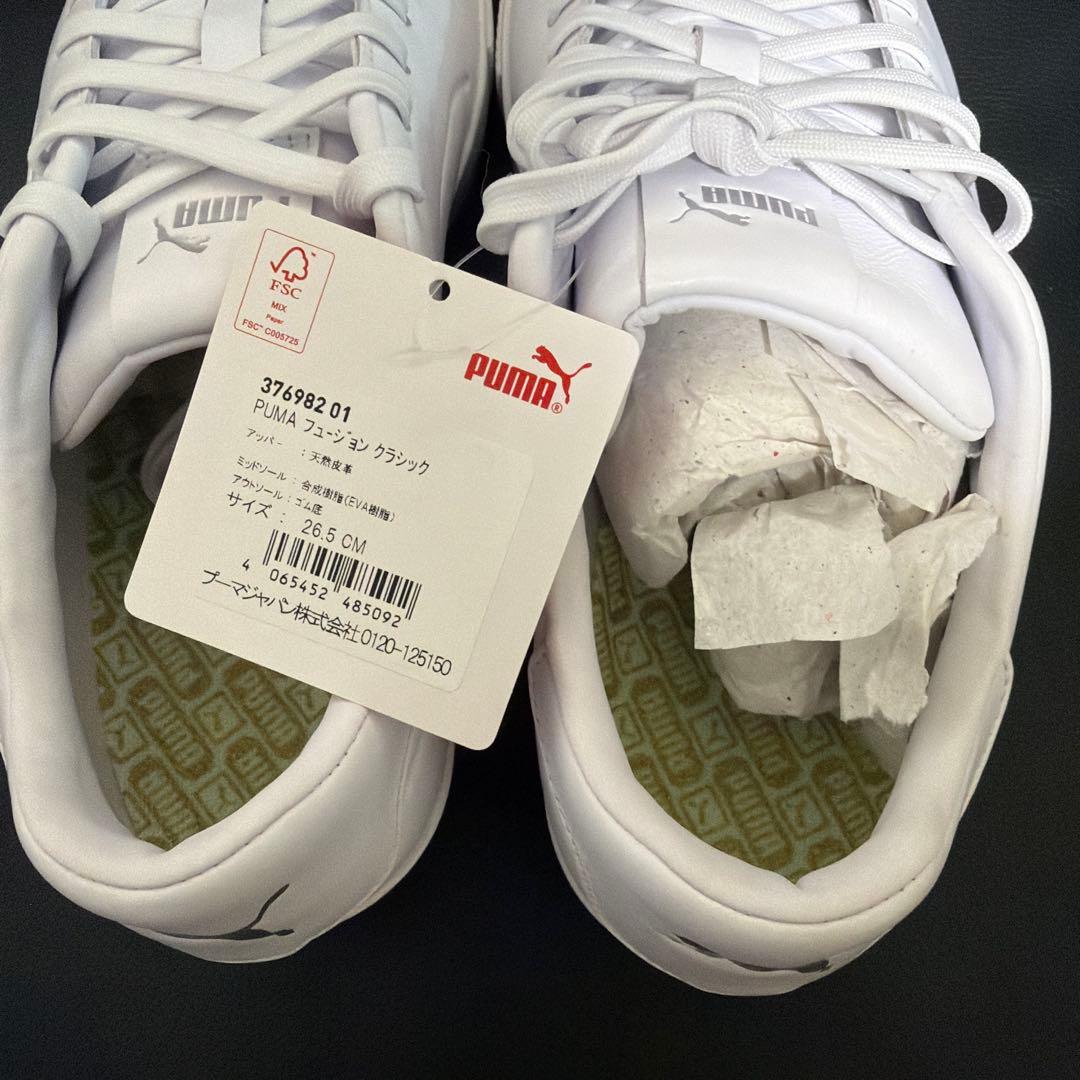 PUMA
PUMA
FSC
MIX
Paper
FSC™ C005725
PUMA®
376982 01
PUMA フュージョン クラシック
アッパー : 天然皮革
ミッドソール : 合成樹脂(EVA樹脂)
アウトソール : ゴム底
サイズ : 26.5 CM
4 065452 485092
プーマジャパン株式会社 0120-125150
PUMA
PUMA